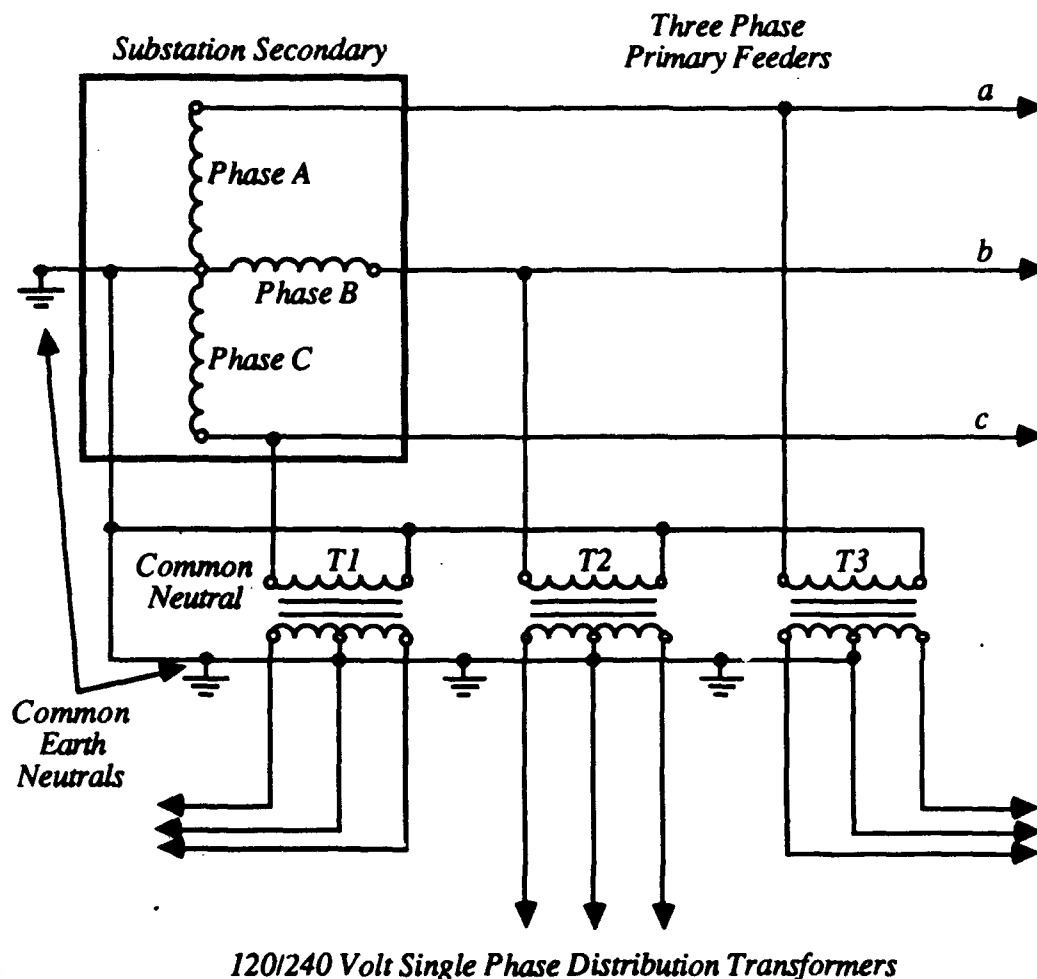 Substation Secondary
Three Phase
Primary Feeders
a
Phase A
b
Phase B
Phase C
c
Common
Neutral
T1
T2
T3
Common
Earth
Neutrals
120/240 Volt Single Phase Distribution Transformers